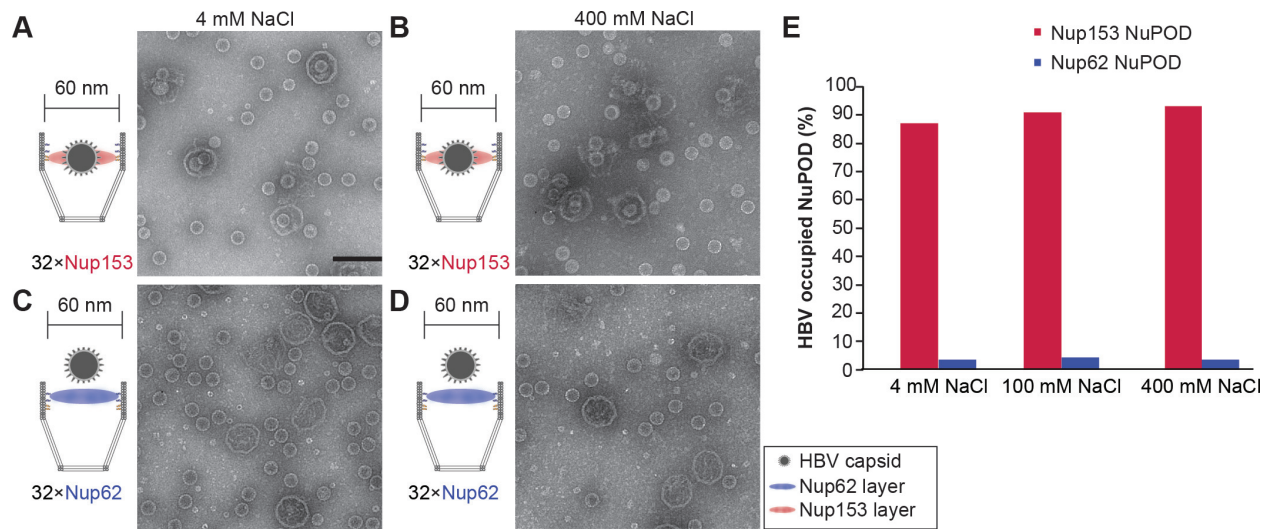 A
4 mM NaCl
60 nm
32×Nup153
B
400 mM NaCl
60 nm
32×Nup153
C
60 nm
32×Nup62
D
60 nm
32×Nup62
HBV capsid
Nup62 layer
Nup153 layer
E
Nup153 NuPOD
Nup62 NuPOD
HBV occupied NuPOD (%)
100
90
80
70
60
50
40
30
20
10
0
4 mM NaCl 100 mM NaCl 400 mM NaCl